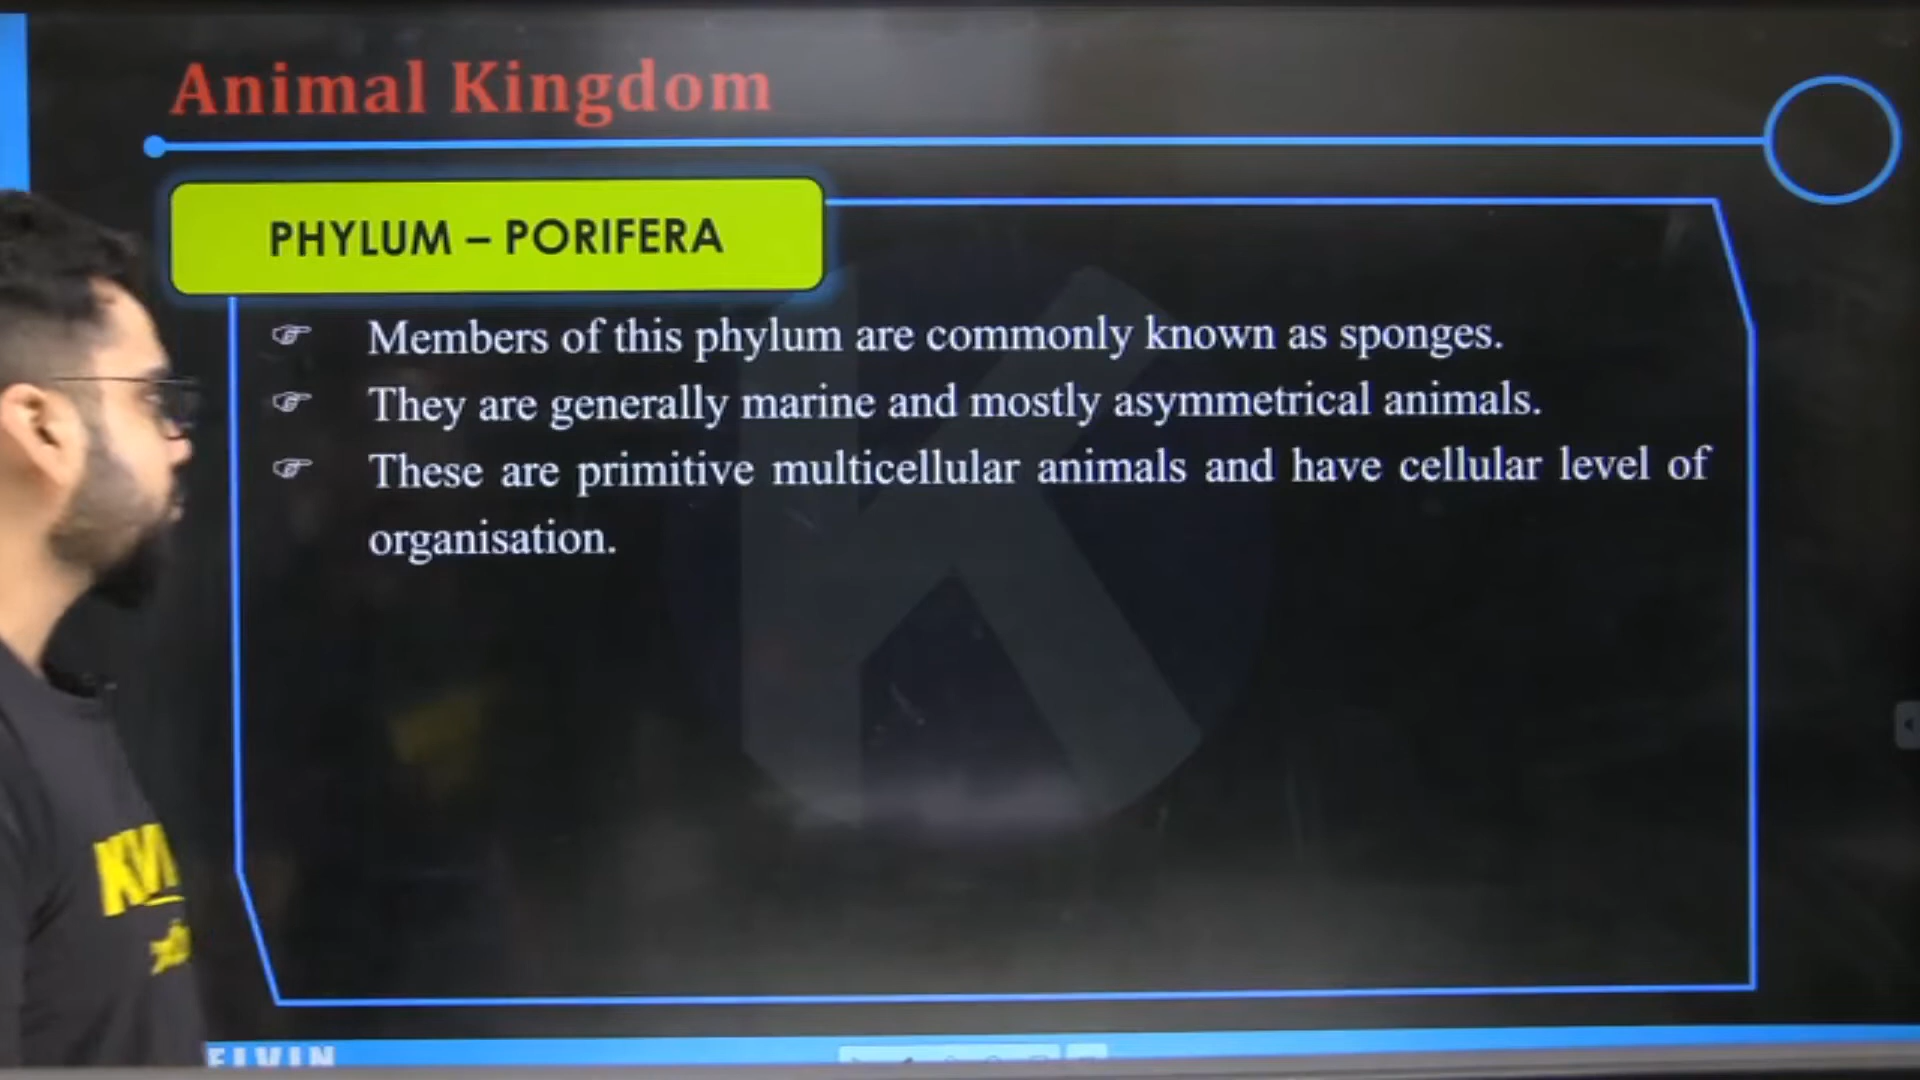 Animal Kingdom
PHYLUM – PORIFERA
☞ Members of this phylum are commonly known as sponges.
☞ They are generally marine and mostly asymmetrical animals.
☞ These are primitive multicellular animals and have cellular level of
organisation.